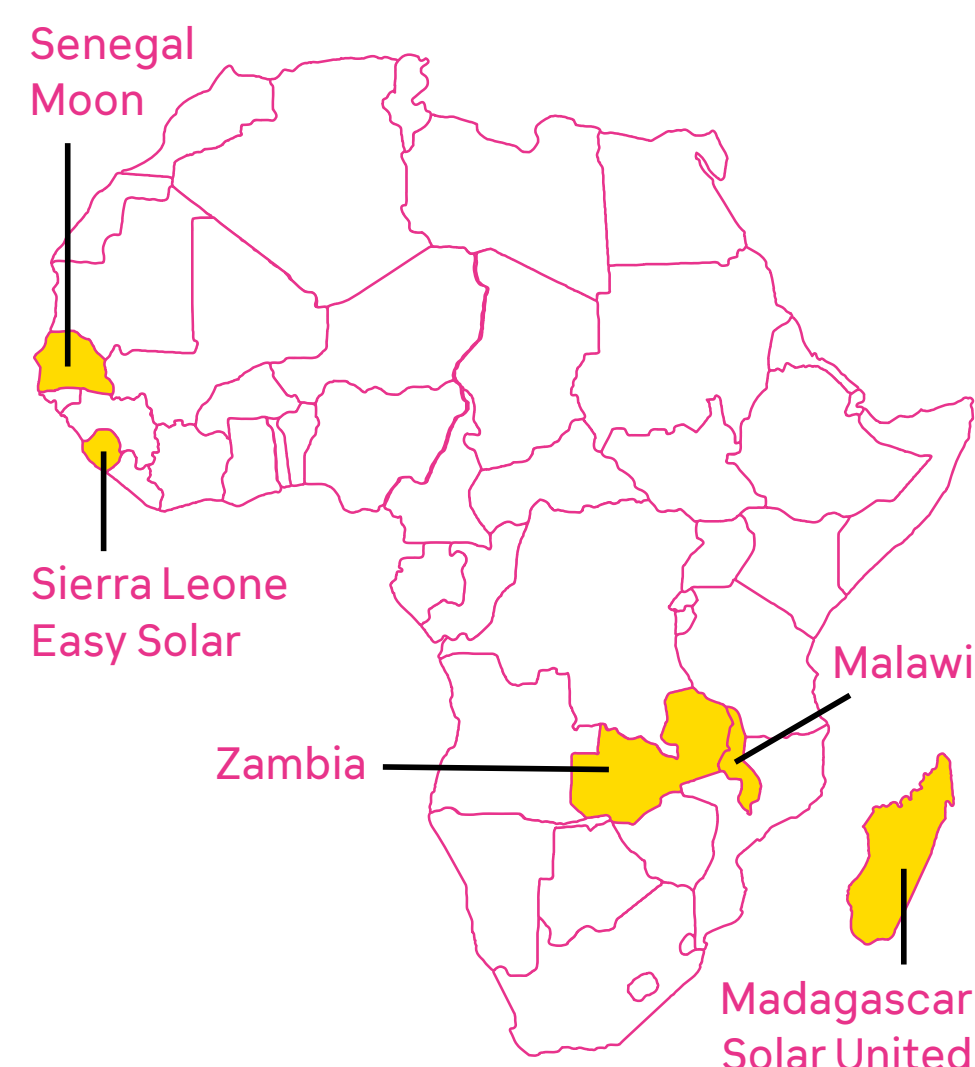 Senegal
Moon
Sierra Leone
Easy Solar
Malawi
Zambia
Madagascar
Solar United